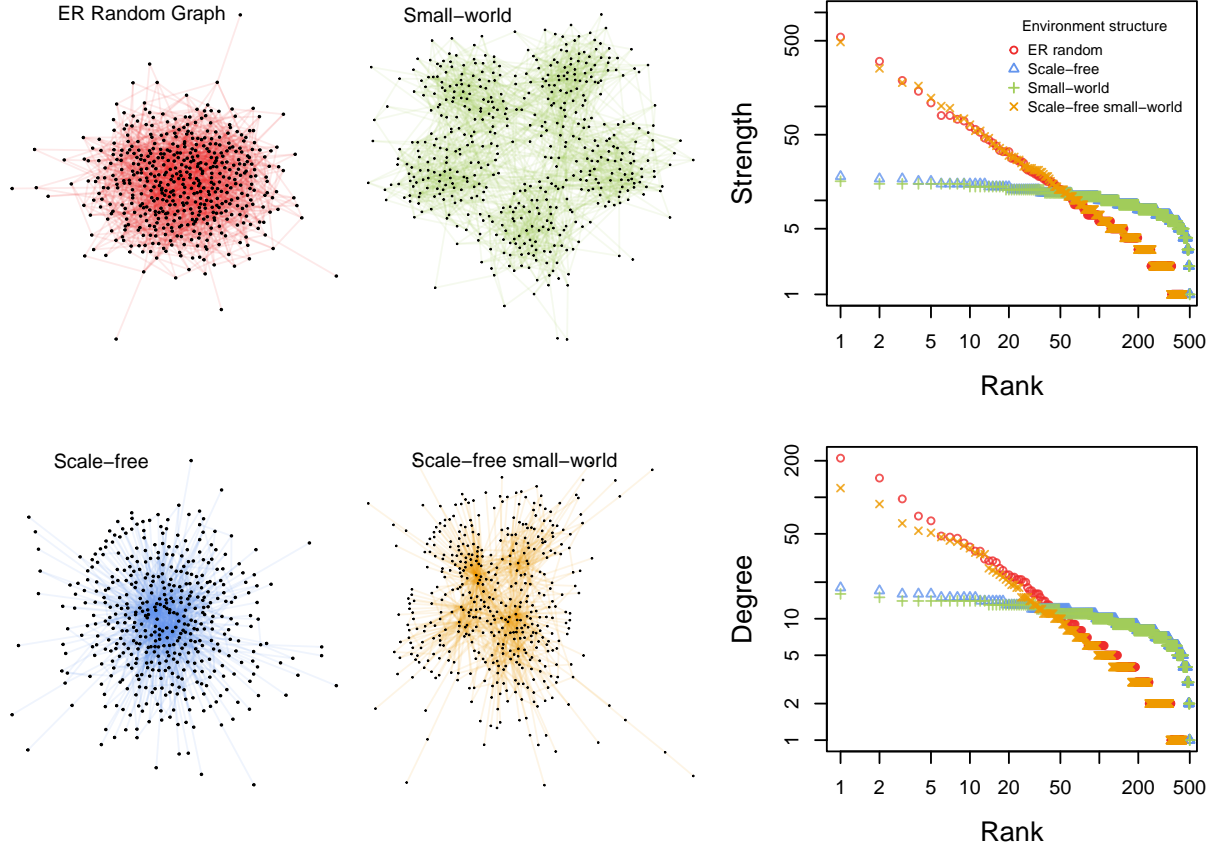 ER Random Graph
Small−world
Strength
500
50
5
1
Environment structure
ER random
Scale−free
Small−world
Scale−free small−world
1 2 5 10 20 50 200 500
Rank
Scale−free
Scale−free small−world
Degree
200
50
20
10
5
2
1
1 2 5 10 20 50 200 500
Rank